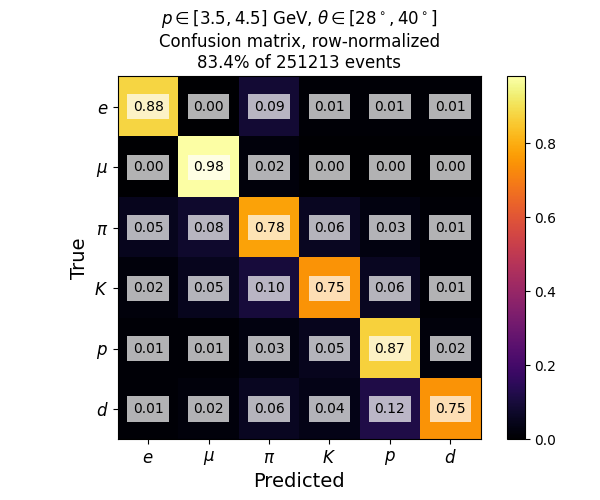 p ∈ [3.5, 4.5] GeV, θ ∈ [28°, 40°]
Confusion matrix, row-normalized
83.4% of 251213 events
e 0.88 0.00 0.09 0.01 0.01 0.01
μ 0.00 0.98 0.02 0.00 0.00 0.00
π 0.05 0.08 0.78 0.06 0.03 0.01
K 0.02 0.05 0.10 0.75 0.06 0.01
p 0.01 0.01 0.03 0.05 0.87 0.02
d 0.01 0.02 0.06 0.04 0.12 0.75
e μ π K p d
Predicted
True
0.8
0.6
0.4
0.2
0.0